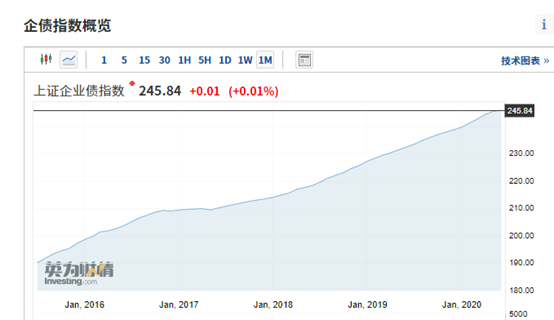 企债指数概览
i
1 5 15 30 1H 5H 1D 1W 1M
技术图表 »
上证企业债指数 245.84 +0.01 (+0.01%)
245.84
230.00
220.00
210.00
200.00
190.00
180.00
英为财情
Investing.com
Jan, 2016 Jan, 2017 Jan, 2018 Jan, 2019 Jan, 2020
5000